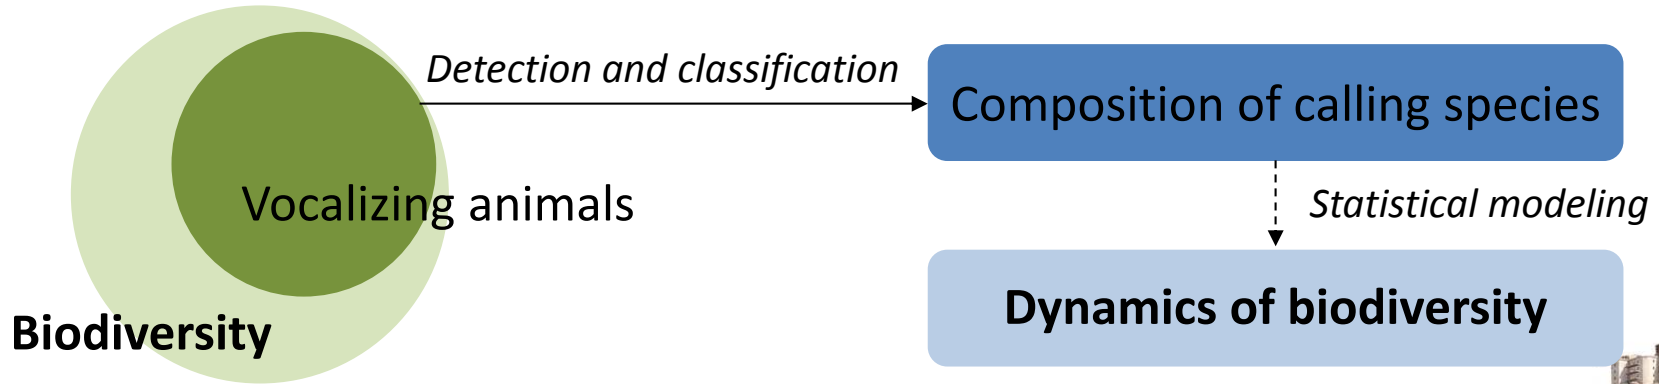 Detection and classification
Composition of calling species
Vocalizing animals
Statistical modeling
Dynamics of biodiversity
Biodiversity